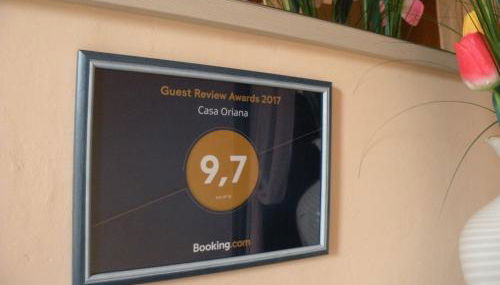 Guest Review Awards 2017
Casa Oriana
9,7
Booking.com